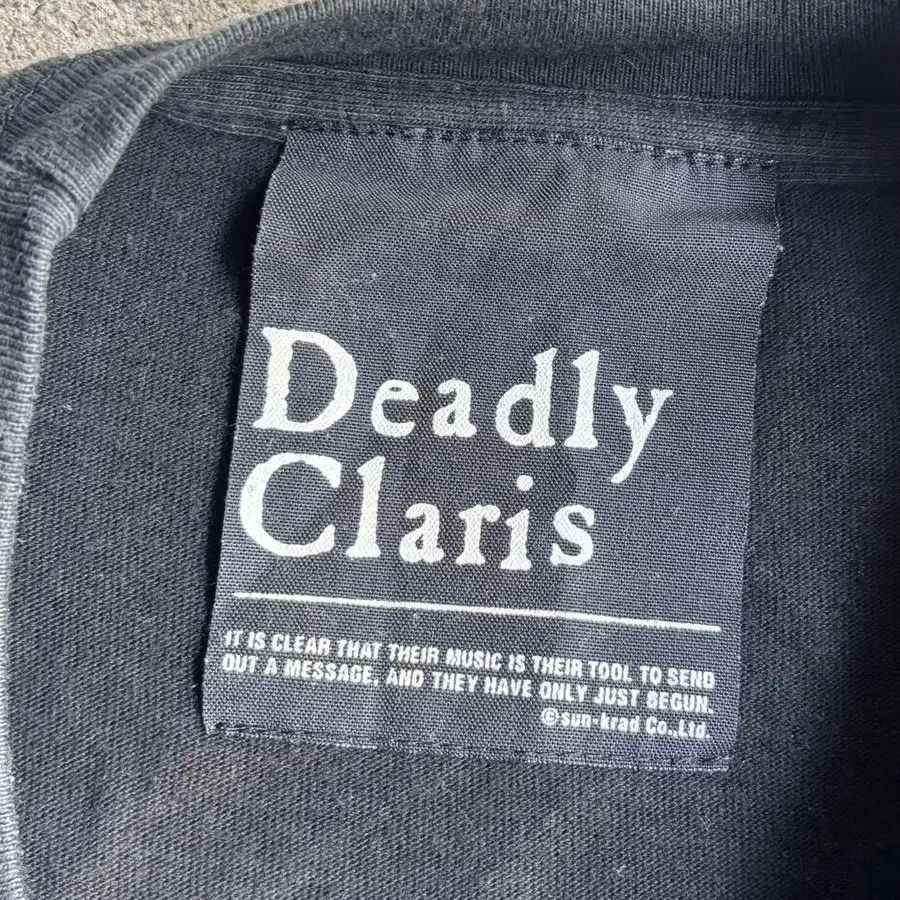 Deadly
Claris
IT IS CLEAR THAT THEIR MUSIC IS THEIR TOOL TO SEND
OUT A MESSAGE, AND THEY HAVE ONLY JUST BEGUN.
©sun-krad Co.,Ltd.